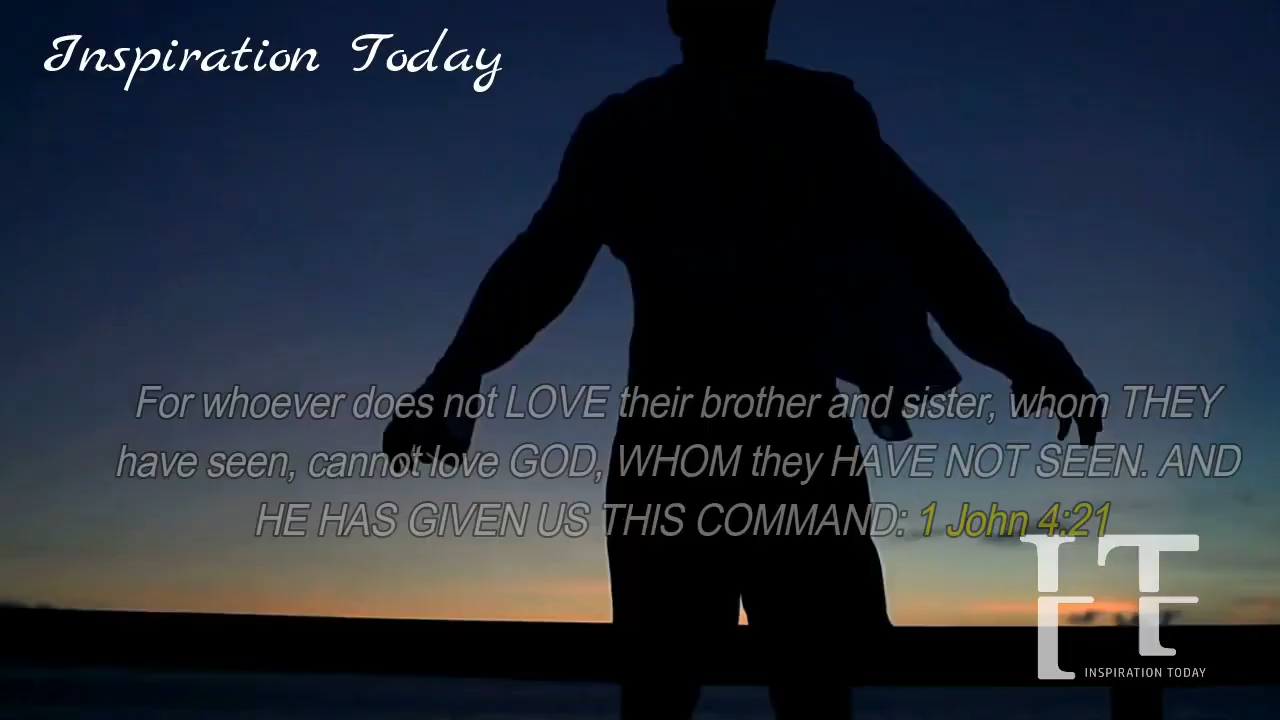 Inspiration Today
For whoever does not LOVE their brother and sister, whom THEY
have seen, cannot love GOD, WHOM they HAVE NOT SEEN. AND
HE HAS GIVEN US THIS COMMAND: 1 John 4:21
IT
INSPIRATION TODAY